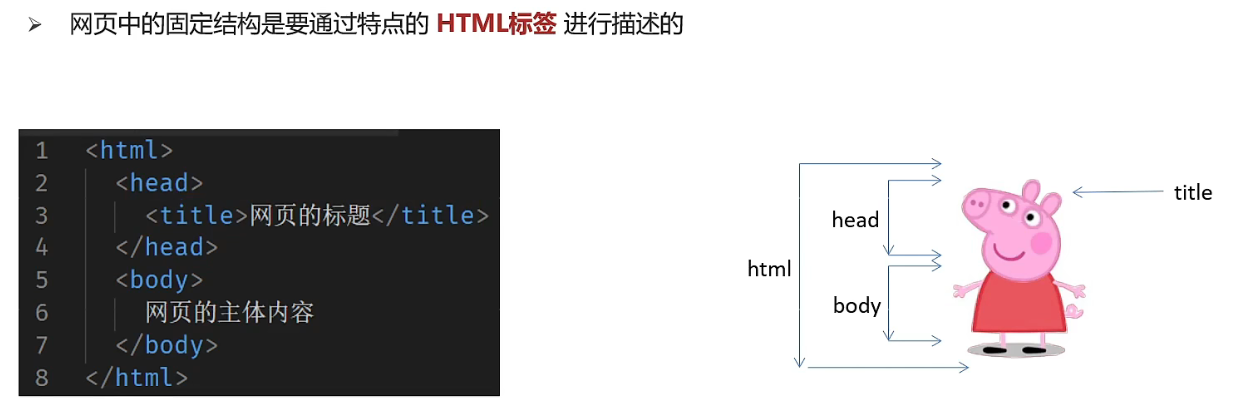 ➢ 网页中的固定结构是要通过特点的 HTML标签 进行描述的
1 <html>
2 <head>
3 <title>网页的标题</title>
4 </head>
5 <body>
6 网页的主体内容
7 </body>
8 </html>
title
head
html
body